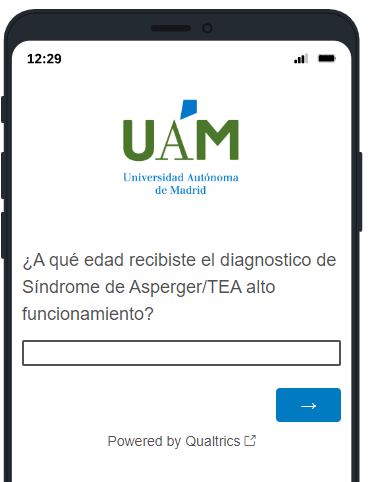 12:29
UÁM
Universidad Autónoma
de Madrid
¿A qué edad recibiste el diagnostico de
Síndrome de Asperger/TEA alto
funcionamiento?
→
Powered by Qualtrics